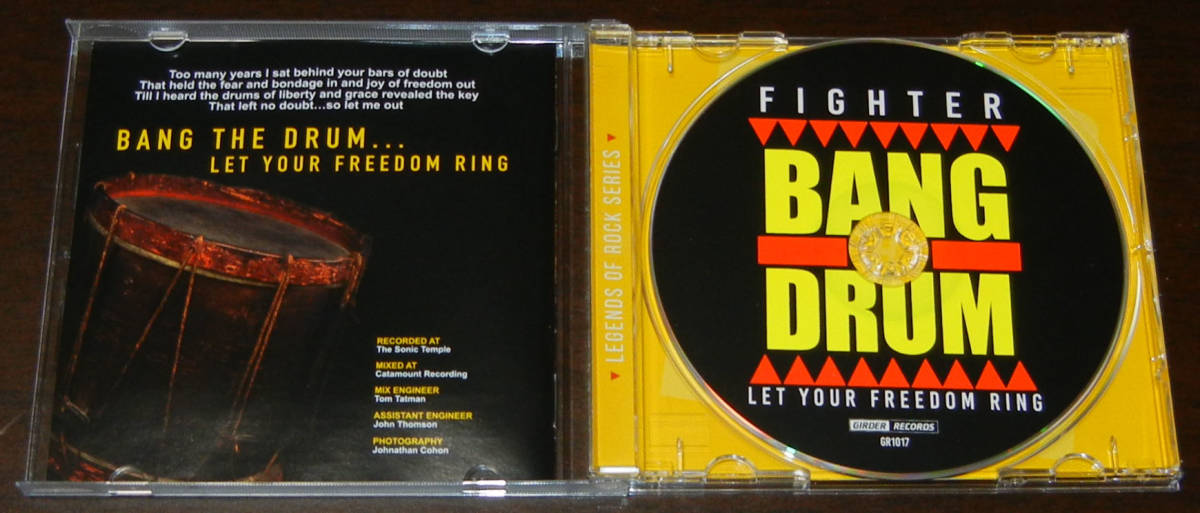 Too many years I sat behind your bars of doubt
That held the fear and bondage in and joy of freedom out
Till I heard the drums of liberty and grace revealed the key
That left no doubt...so let me out
BANG THE DRUM...
LET YOUR FREEDOM RING
RECORDED AT
The Sonic Temple
MIXED AT
Catamount Recording
MIX ENGINEER
Tom Tatman
ASSISTANT ENGINEER
John Thomson
PHOTOGRAPHY
Johnathan Cohon
LEGENDS OF ROCK SERIES
FIGHTER
BANG
DRUM
LET YOUR FREEDOM RING
GIRDER RECORDS
GR1017